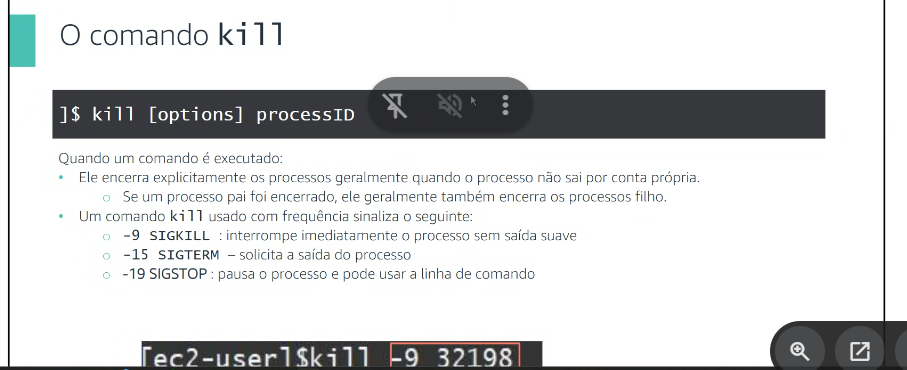 O comando kill
]$ kill [options] processID
Quando um comando é executado:
• Ele encerra explicitamente os processos geralmente quando o processo não sai por conta própria.
o Se um processo pai foi encerrado, ele geralmente também encerra os processos filho.
• Um comando kill usado com frequência sinaliza o seguinte:
o -9 SIGKILL : interrompe imediatamente o processo sem saída suave
o -15 SIGTERM – solicita a saída do processo
o -19 SIGSTOP : pausa o processo e pode usar a linha de comando
[ec2-user]$kill -9 32198